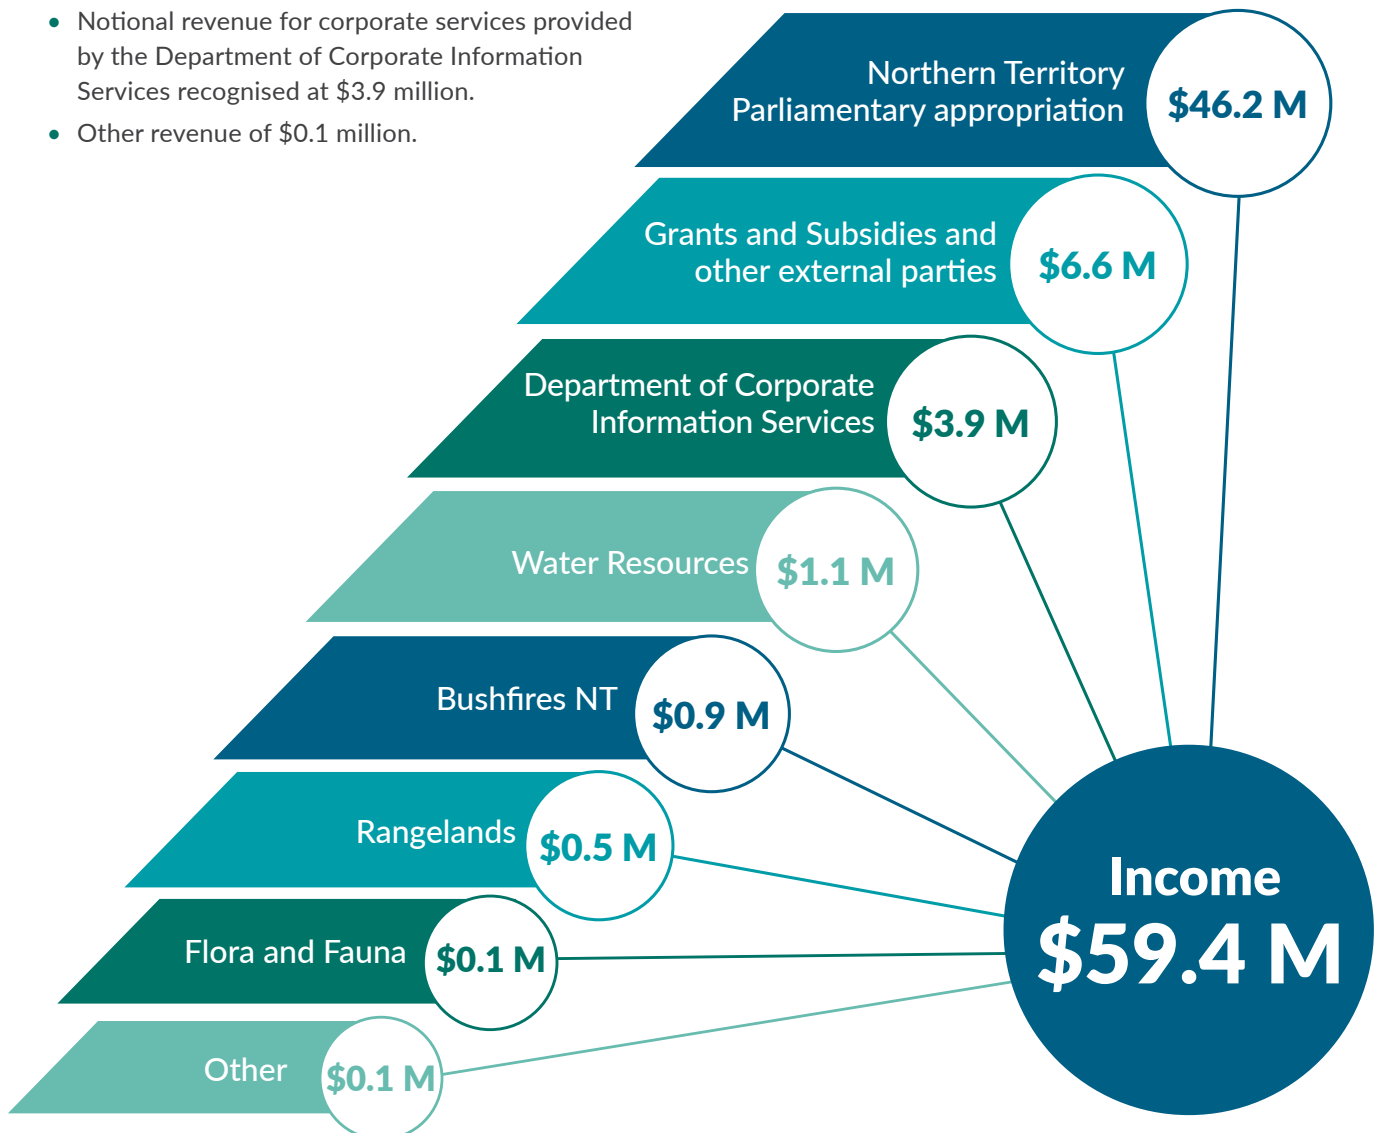 • Notional revenue for corporate services provided
by the Department of Corporate Information
Services recognised at $3.9 million.
• Other revenue of $0.1 million.
Northern Territory
Parliamentary appropriation
$46.2 M
Grants and Subsidies and
other external parties
$6.6 M
Department of Corporate
Information Services
$3.9 M
Water Resources
$1.1 M
Bushfires NT
$0.9 M
Rangelands
$0.5 M
Flora and Fauna
$0.1 M
Other
$0.1 M
Income
$59.4 M